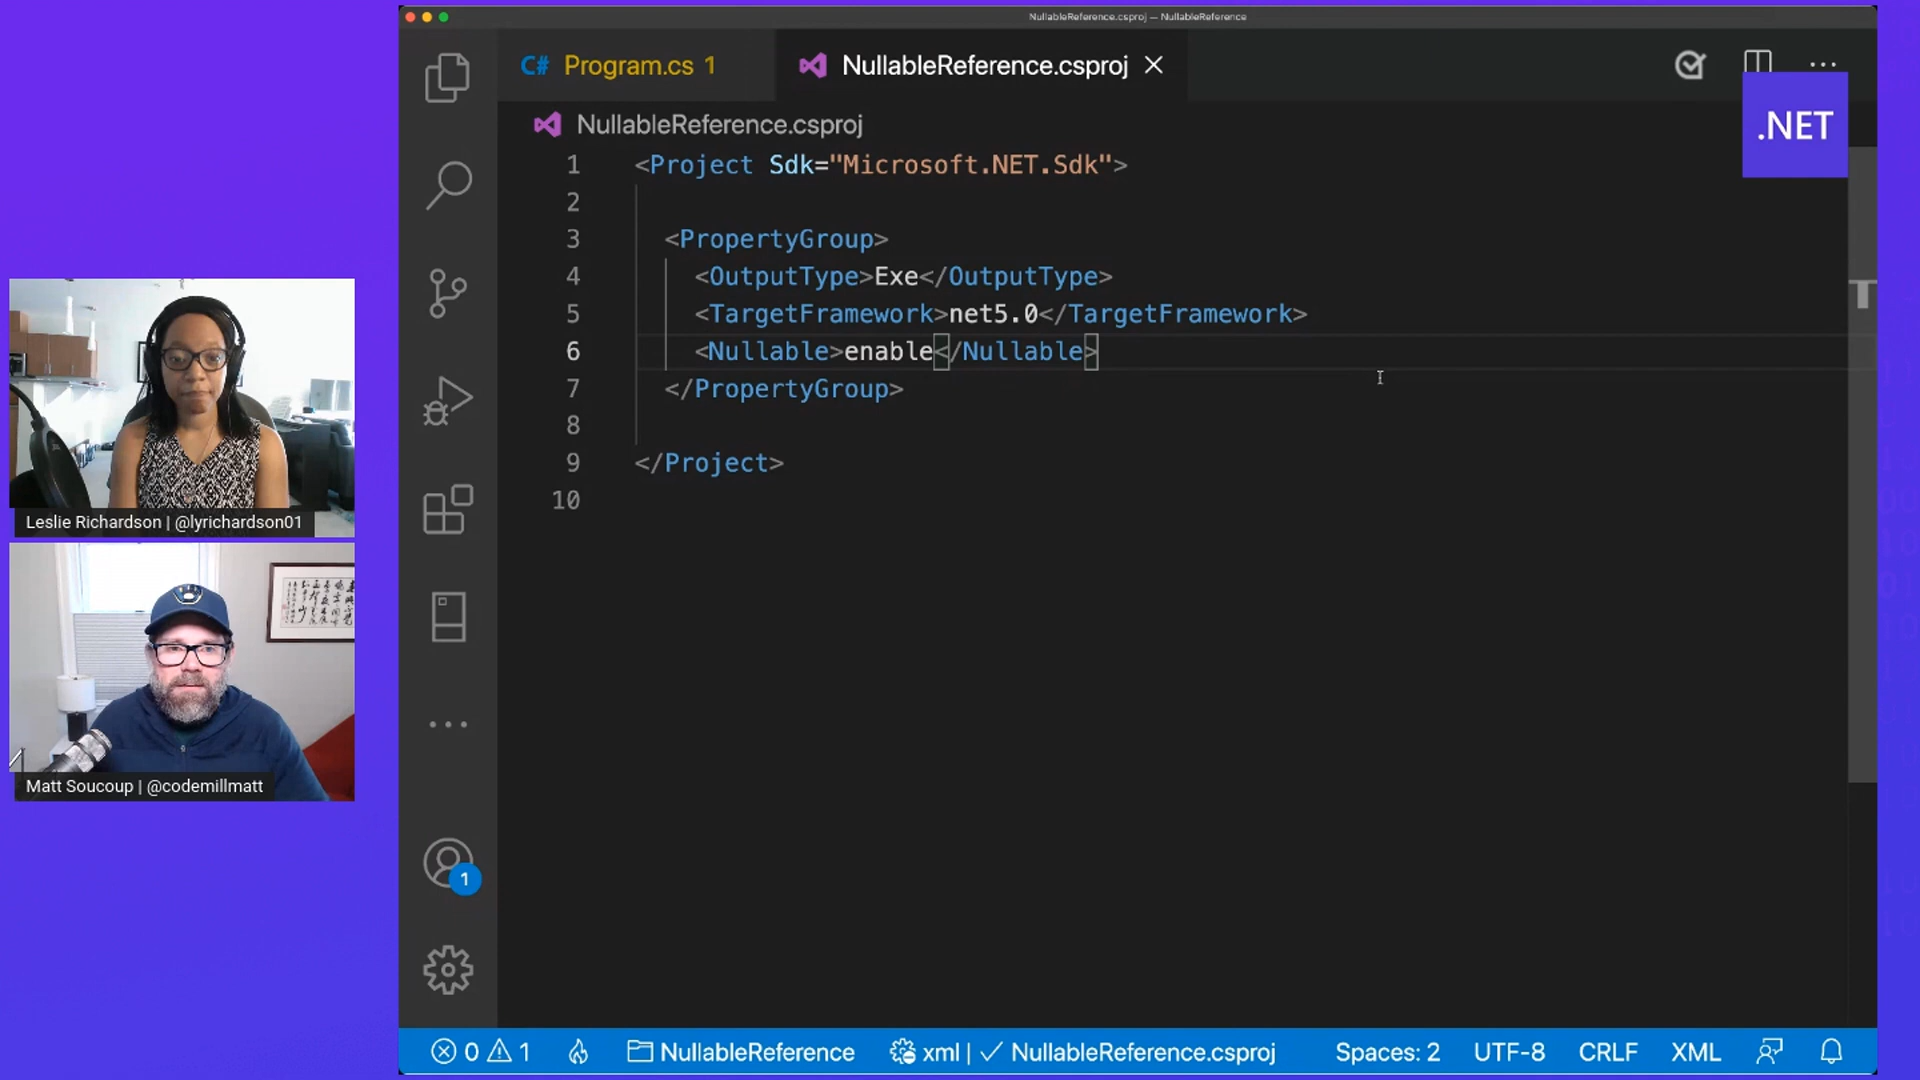 NullableReference.csproj — NullableReference
C# Program.cs 1
NullableReference.csproj
.NET
NullableReference.csproj
1 <Project Sdk="Microsoft.NET.Sdk">
2
3 <PropertyGroup>
4 <OutputType>Exe</OutputType>
5 <TargetFramework>net5.0</TargetFramework>
6 <Nullable>enable</Nullable>
7 </PropertyGroup>
8
9 </Project>
10
Leslie Richardson | @lyrichardson01
Matt Soucoup | @codemillmatt
1
0 1 NullableReference xml | ✓ NullableReference.csproj Spaces: 2 UTF-8 CRLF XML